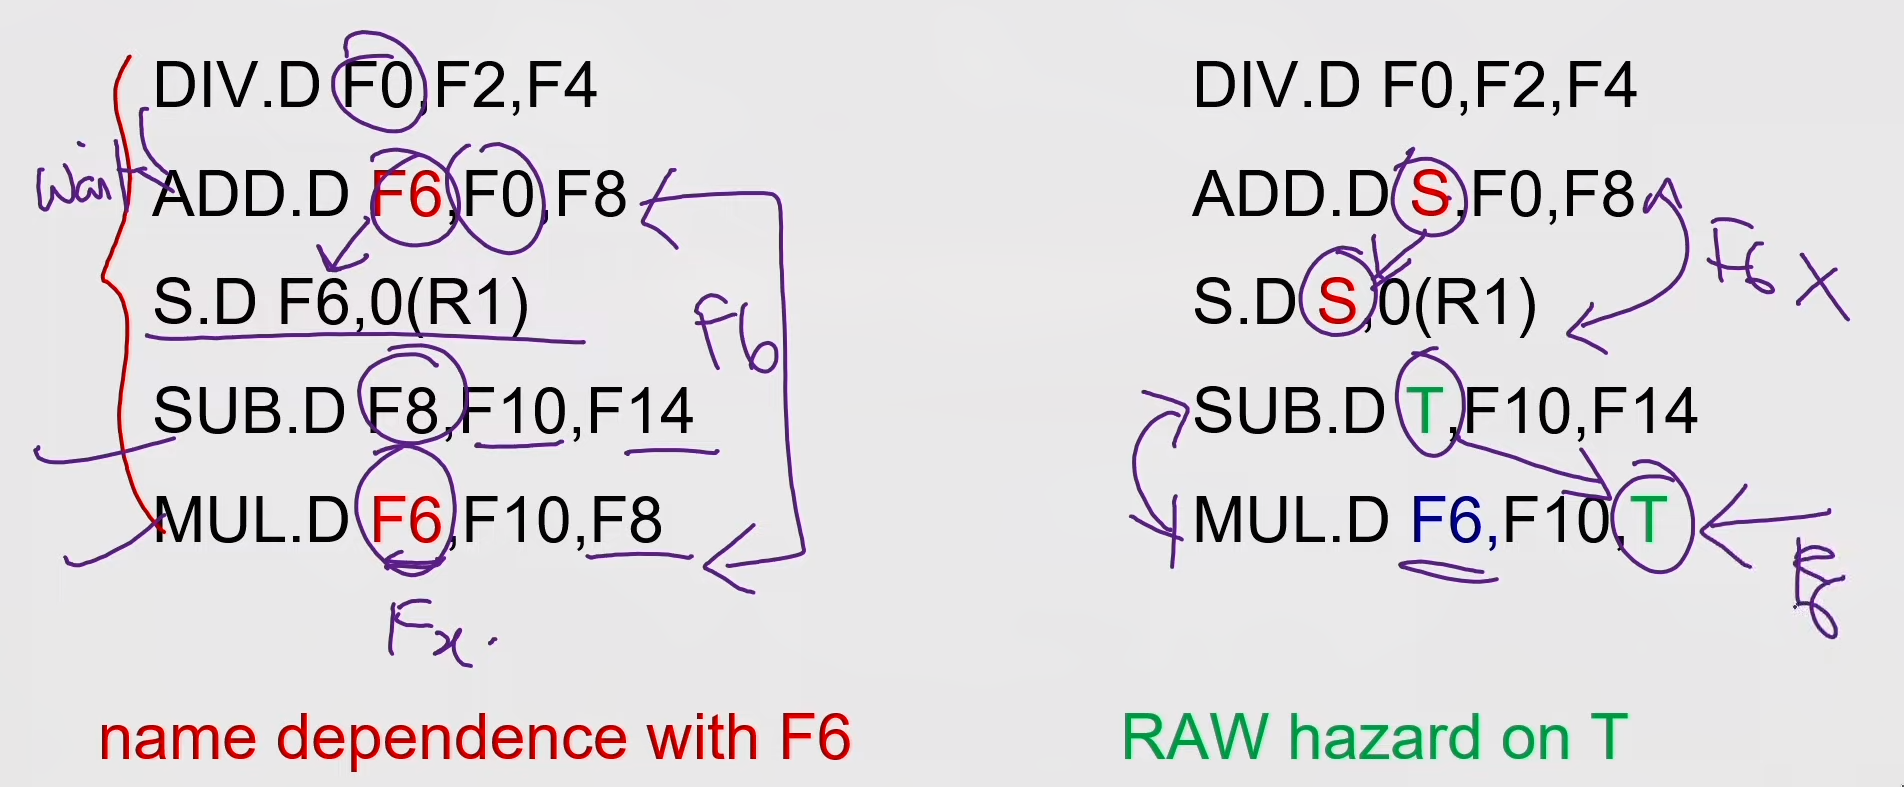 DIV.D F0,F2,F4
Wait ADD.D F6,F0,F8
S.D F6,0(R1)
F6
SUB.D F8,F10,F14
MUL.D F6,F10,F8
Fx.
name dependence with F6
DIV.D F0,F2,F4
ADD.D S,F0,F8
F6 X
S.D S,0(R1)
SUB.D T,F10,F14
MUL.D F6,F10,T
F8
RAW hazard on T